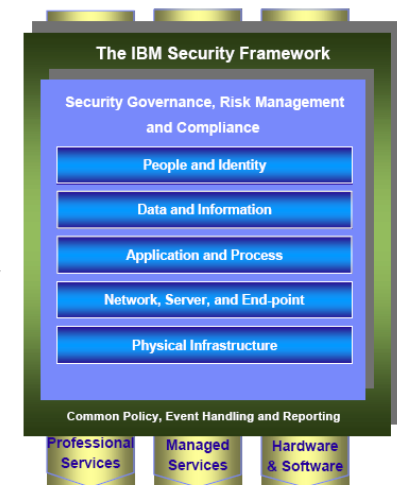 The IBM Security Framework
Security Governance, Risk Management
and Compliance
People and Identity
Data and Information
Application and Process
Network, Server, and End-point
Physical Infrastructure
Common Policy, Event Handling and Reporting
Professional
Services
Managed
Services
Hardware
& Software